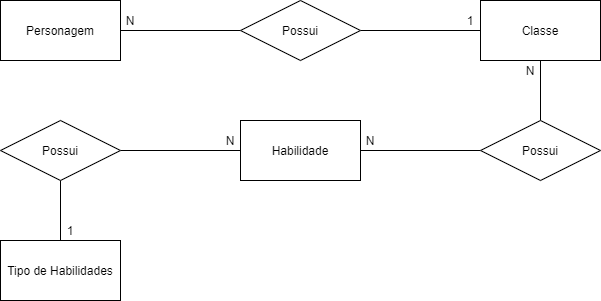 Personagem
N
Possui
1
Classe
N
Possui
N
Habilidade
N
Possui
1
Tipo de Habilidades